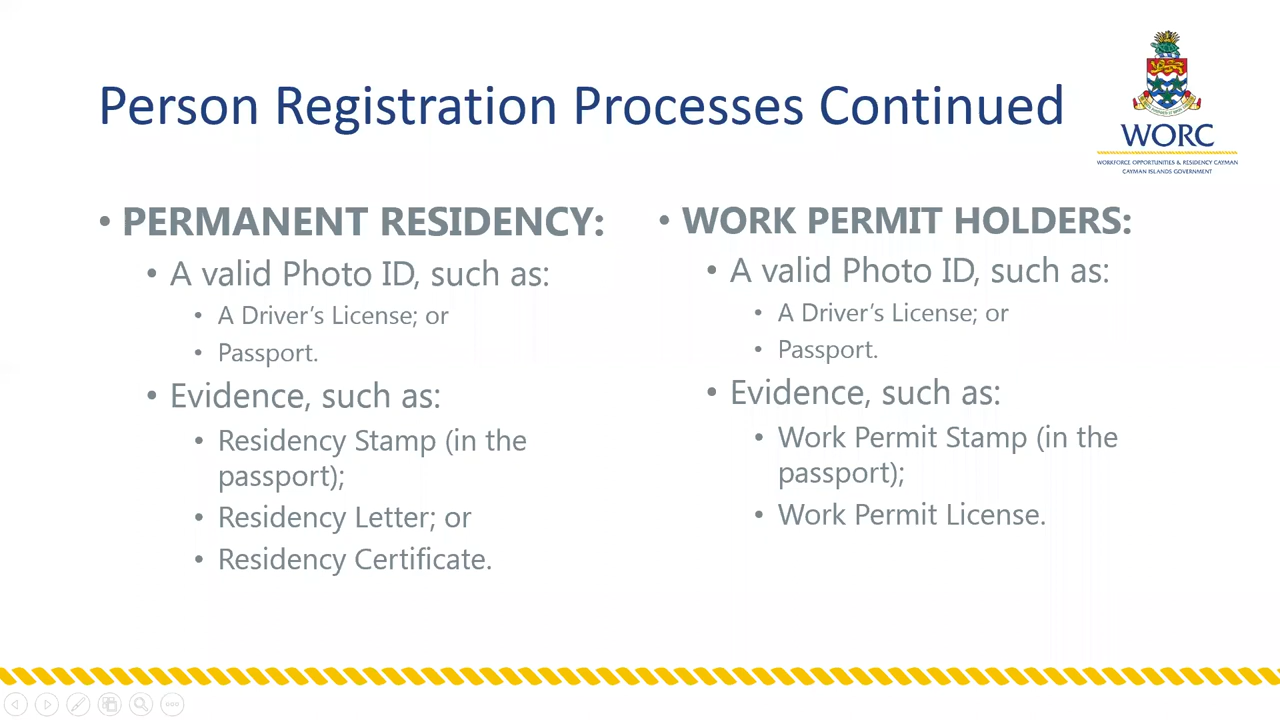 Person Registration Processes Continued
WORC
WORKFORCE OPPORTUNITIES & RESIDENCY CAYMAN
CAYMAN ISLANDS GOVERNMENT
• PERMANENT RESIDENCY:
• A valid Photo ID, such as:
• A Driver’s License; or
• Passport.
• Evidence, such as:
• Residency Stamp (in the
passport);
• Residency Letter; or
• Residency Certificate.
• WORK PERMIT HOLDERS:
• A valid Photo ID, such as:
• A Driver’s License; or
• Passport.
• Evidence, such as:
• Work Permit Stamp (in the
passport);
• Work Permit License.